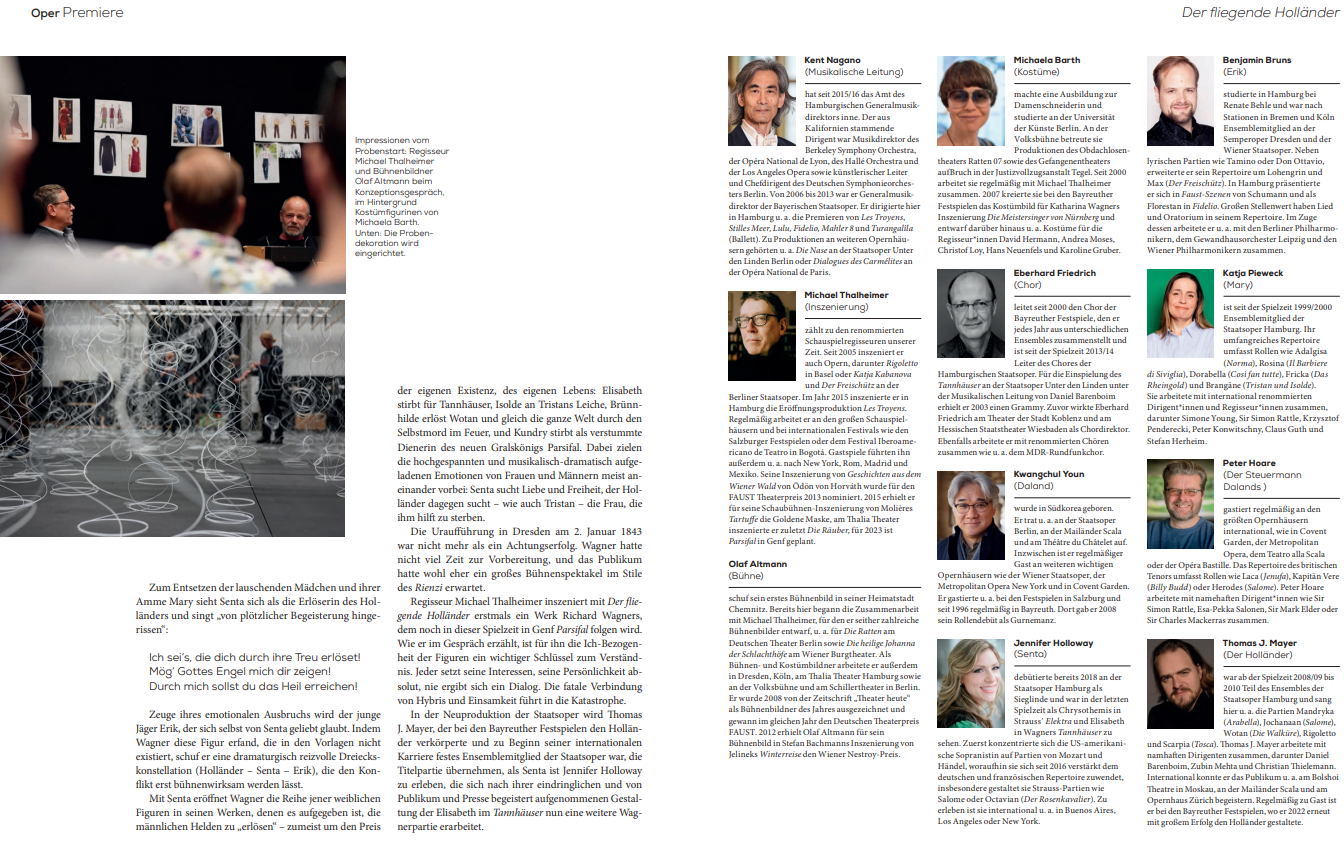 Oper Premiere
Der fliegende Holländer
Impressionen vom
Probenstart: Regisseur
Michael Thalheimer
und Bühnenbildner
Olaf Altmann beim
Konzeptionsgespräch,
im Hintergrund
Kostümfigurinen von
Michaela Barth.
Unten: Die Proben-
dekoration wird
eingerichtet.
Zum Entsetzen der lauschenden Mädchen und ihrer
Amme Mary sieht Senta sich als die Erlöserin des Hol-
länders und singt „von plötzlicher Begeisterung hinge-
rissen“:
Ich sei’s, die dich durch ihre Treu erlöset!
Mög’ Gottes Engel mich dir zeigen!
Durch mich sollst du das Heil erreichen!
Zeuge ihres emotionalen Ausbruchs wird der junge
Jäger Erik, der sich selbst von Senta geliebt glaubt. Indem
Wagner diese Figur erfand, die in den Vorlagen nicht
existiert, schuf er eine dramaturgisch reizvolle Dreiecks-
konstellation (Holländer – Senta – Erik), die den Kon-
flikt erst bühnenwirksam werden lässt.
Mit Senta eröffnet Wagner die Reihe jener weiblichen
Figuren in seinen Werken, denen es aufgegeben ist, die
männlichen Helden zu „erlösen“ – zumeist um den Preis
der eigenen Existenz, des eigenen Lebens: Elisabeth
stirbt für Tannhäuser, Isolde an Tristans Leiche, Brünn-
hilde erlöst Wotan und gleich die ganze Welt durch den
Selbstmord im Feuer, und Kundry stirbt als verstummte
Dienerin des neuen Gralskönigs Parsifal. Dabei zielen
die hochgespannten und musikalisch-dramatisch aufge-
ladenen Emotionen von Frauen und Männern meist an-
einander vorbei: Senta sucht Liebe und Freiheit, der Hol-
länder dagegen sucht – wie auch Tristan – die Frau, die
ihm hilft zu sterben.
Die Uraufführung in Dresden am 2. Januar 1843
war nicht mehr als ein Achtungserfolg. Wagner hatte
nicht viel Zeit zur Vorbereitung, und das Publikum
hatte wohl eher ein großes Bühnenspektakel im Stile
des Rienzi erwartet.
Regisseur Michael Thalheimer inszeniert mit Der flie-
gende Holländer erstmals ein Werk Richard Wagners,
dem noch in dieser Spielzeit in Genf Parsifal folgen wird.
Wie er im Gespräch erzählt, ist für ihn die Ich-Bezogen-
heit der Figuren ein wichtiger Schlüssel zum Verständ-
nis. Jeder setzt seine Interessen, seine Persönlichkeit ab-
solut, nie ergibt sich ein Dialog. Die fatale Verbindung
von Hybris und Einsamkeit führt in die Katastrophe.
In der Neuproduktion der Staatsoper wird Thomas
J. Mayer, der bei den Bayreuther Festspielen den Hollän-
der verkörperte und zu Beginn seiner internationalen
Karriere festes Ensemblemitglied der Staatsoper war, die
Titelpartie übernehmen, als Senta ist Jennifer Holloway
zu erleben, die sich nach ihrer eindringlichen und von
Publikum und Presse begeistert aufgenommenen Gestal-
tung der Elisabeth im Tannhäuser nun eine weitere Wag-
nerpartie erarbeitet.
Kent Nagano
(Musikalische Leitung)
hat seit 2015/16 das Amt des
Hamburgischen Generalmusik-
direktors inne. Der aus
Kalifornien stammende
Dirigent war Musikdirektor des
Berkeley Symphony Orchestra,
der Opéra National de Lyon, des Hallé Orchestra und
der Los Angeles Opera sowie künstlerischer Leiter
und Chefdirigent des Deutschen Symphonieorches-
ters Berlin. Von 2006 bis 2013 war er Generalmusik-
direktor der Bayerischen Staatsoper. Er dirigierte hier
in Hamburg u. a. die Premieren von Les Troyens,
Stilles Meer, Lulu, Fidelio, Mahler 8 und Turangalîla
(Ballett). Zu Produktionen an weiteren Opernhäu-
sern gehörten u. a. Die Nase an der Staatsoper Unter
den Linden Berlin oder Dialogues des Carmélites an
der Opéra National de Paris.
Michael Thalheimer
(Inszenierung)
zählt zu den renommierten
Schauspielregisseuren unserer
Zeit. Seit 2005 inszeniert er
auch Opern, darunter Rigoletto
in Basel oder Katja Kabanova
und Der Freischütz an der
Berliner Staatsoper. Im Jahr 2015 inszenierte er in
Hamburg die Eröffnungsproduktion Les Troyens.
Regelmäßig arbeitet er an den großen Schauspiel-
häusern und bei internationalen Festivals wie den
Salzburger Festspielen oder dem Festival Iberoame-
ricano de Teatro in Bogotá. Gastspiele führten ihn
außerdem u. a. nach New York, Rom, Madrid und
Mexiko. Seine Inszenierung von Geschichten aus dem
Wiener Wald von Ödön von Horváth wurde für den
FAUST Theaterpreis 2013 nominiert. 2015 erhielt er
für seine Schaubühnen-Inszenierung von Molières
Tartuffe die Goldene Maske, am Thalia Theater
inszenierte er zuletzt Die Räuber, für 2023 ist
Parsifal in Genf geplant.
Olaf Altmann
(Bühne)
schuf sein erstes Bühnenbild in seiner Heimatstadt
Chemnitz. Bereits hier begann die Zusammenarbeit
mit Michael Thalheimer, für den er seither zahlreiche
Bühnenbilder entwarf, u. a. für Die Ratten am
Deutschen Theater Berlin sowie Die heilige Johanna
der Schlachthöfe am Wiener Burgtheater. Als
Bühnen- und Kostümbildner arbeitete er außerdem
in Dresden, Köln, am Thalia Theater Hamburg sowie
an der Volksbühne und am Schillertheater in Berlin.
Er wurde 2008 von der Zeitschrift „Theater heute“
als Bühnenbildner des Jahres ausgezeichnet und
gewann im gleichen Jahr den Deutschen Theaterpreis
FAUST. 2012 erhielt Olaf Altmann für sein
Bühnenbild in Stefan Bachmanns Inszenierung von
Jelineks Winterreise den Wiener Nestroy-Preis.
Michaela Barth
(Kostüme)
machte eine Ausbildung zur
Damenschneiderin und
studierte an der Universität
der Künste Berlin. An der
Volksbühne betreute sie
Produktionen des Obdachlosen-
theaters Ratten 07 sowie des Gefangenentheaters
aufBruch in der Justizvollzugsanstalt Tegel. Seit 2000
arbeitet sie regelmäßig mit Michael Thalheimer
zusammen. 2007 kreierte sie bei den Bayreuther
Festspielen das Kostümbild für Katharina Wagners
Inszenierung Die Meistersinger von Nürnberg und
entwarf darüber hinaus u. a. Kostüme für die
Regisseur*innen David Hermann, Andrea Moses,
Christof Loy, Hans Neuenfels und Karoline Gruber.
Eberhard Friedrich
(Chor)
leitet seit 2000 den Chor der
Bayreuther Festspiele, den er
jedes Jahr aus unterschiedlichen
Ensembles zusammenstellt und
ist seit der Spielzeit 2013/14
Leiter des Chores der
Hamburgischen Staatsoper. Für die Einspielung des
Tannhäuser an der Staatsoper Unter den Linden unter
der Musikalischen Leitung von Daniel Barenboim
erhielt er 2003 einen Grammy. Zuvor wirkte Eberhard
Friedrich am Theater der Stadt Koblenz und am
Hessischen Staatstheater Wiesbaden als Chordirektor.
Ebenfalls arbeitete er mit renommierten Chören
zusammen wie u. a. dem MDR-Rundfunkchor.
Kwangchul Youn
(Daland)
wurde in Südkorea geboren.
Er trat u. a. an der Staatsoper
Berlin, an der Mailänder Scala
und am Théâtre du Châtelet auf.
Inzwischen ist er regelmäßiger
Gast an weiteren wichtigen
Opernhäusern wie der Wiener Staatsoper, der
Metropolitan Opera New York und in Covent Garden.
Er gastierte u. a. bei den Festspielen in Salzburg und
seit 1996 regelmäßig in Bayreuth. Dort gab er 2008
sein Rollendebüt als Gurnemanz.
Jennifer Holloway
(Senta)
debütierte bereits 2018 an der
Staatsoper Hamburg als
Sieglinde und war in der letzten
Spielzeit als Chrysothemis in
Strauss’ Elektra und Elisabeth
in Wagners Tannhäuser zu
sehen. Zuerst konzentrierte sich die US-amerikani-
sche Sopranistin auf Partien von Mozart und
Händel, woraufhin sie sich seit 2016 verstärkt dem
deutschen und französischen Repertoire zuwendet,
insbesondere gestaltet sie Strauss-Partien wie
Salome oder Octavian (Der Rosenkavalier). Zu
erleben ist sie international u. a. in Buenos Aires,
Los Angeles oder New York.
Benjamin Bruns
(Erik)
studierte in Hamburg bei
Renate Behle und war nach
Stationen in Bremen und Köln
Ensemblemitglied an der
Semperoper Dresden und der
Wiener Staatsoper. Neben
lyrischen Partien wie Tamino oder Don Ottavio,
erweiterte er sein Repertoire um Lohengrin und
Max (Der Freischütz). In Hamburg präsentierte
er sich in Faust-Szenen von Schumann und als
Florestan in Fidelio. Großen Stellenwert haben Lied
und Oratorium in seinem Repertoire. Im Zuge
dessen arbeitete er u. a. mit den Berliner Philharmo-
nikern, dem Gewandhausorchester Leipzig und den
Wiener Philharmonikern zusammen.
Katja Pieweck
(Mary)
ist seit der Spielzeit 1999/2000
Ensemblemitglied der
Staatsoper Hamburg. Ihr
umfangreiches Repertoire
umfasst Rollen wie Adalgisa
(Norma), Rosina (Il Barbiere
di Siviglia), Dorabella (Così fan tutte), Fricka (Das
Rheingold) und Brangäne (Tristan und Isolde).
Sie arbeitete mit international renommierten
Dirigent*innen und Regisseur*innen zusammen,
darunter Simone Young, Sir Simon Rattle, Krzysztof
Penderecki, Peter Konwitschny, Claus Guth und
Stefan Herheim.
Peter Hoare
(Der Steuermann
Dalands )
gastiert regelmäßig an den
größten Opernhäusern
international, wie in Covent
Garden, der Metropolitan
Opera, dem Teatro alla Scala
oder der Opéra Bastille. Das Repertoire des britischen
Tenors umfasst Rollen wie Laca (Jenufa), Kapitän Vere
(Billy Budd) oder Herodes (Salome). Peter Hoare
arbeitete mit namhaften Dirigent*innen wie Sir
Simon Rattle, Esa-Pekka Salonen, Sir Mark Elder oder
Sir Charles Mackerras zusammen.
Thomas J. Mayer
(Der Holländer)
war ab der Spielzeit 2008/09 bis
2010 Teil des Ensembles der
Staatsoper Hamburg und sang
hier u. a. die Partien Mandryka
(Arabella), Jochanaan (Salome),
Wotan (Die Walküre), Rigoletto
und Scarpia (Tosca). Thomas J. Mayer arbeitete mit
namhaften Dirigenten zusammen, darunter Daniel
Barenboim, Zubin Mehta und Christian Thielemann.
International konnte er das Publikum u. a. am Bolshoi
Theatre in Moskau, an der Mailänder Scala und am
Opernhaus Zürich begeistern. Regelmäßig zu Gast ist
er bei den Bayreuther Festspielen, wo er 2022 erneut
mit großem Erfolg den Holländer gestaltete.